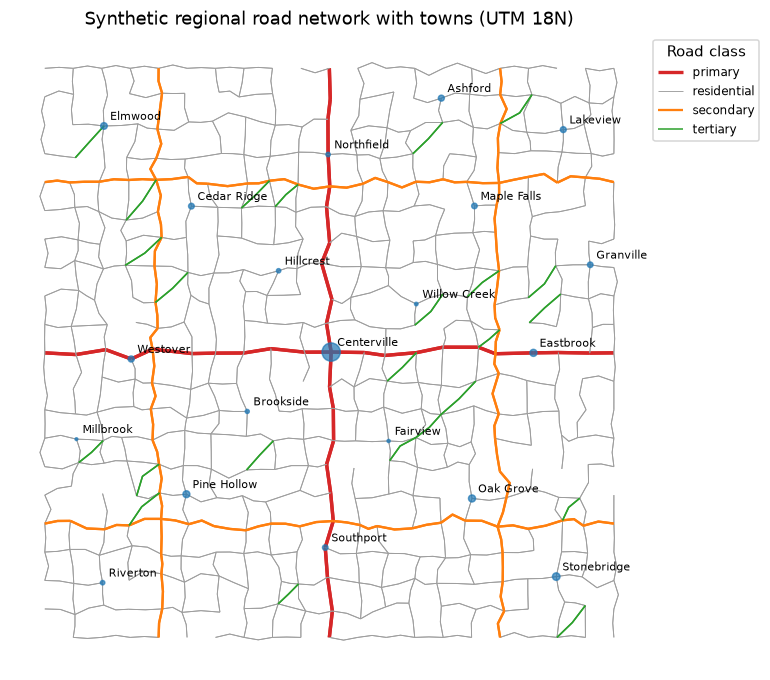 Synthetic regional road network with towns (UTM 18N)
Road class
primary
residential
secondary
tertiary
Ashford
Elmwood
Lakeview
Northfield
Cedar Ridge
Maple Falls
Granville
Hillcrest
Willow Creek
Centerville
Eastbrook
Westover
Brookside
Millbrook
Fairview
Pine Hollow
Oak Grove
Southport
Stonebridge
Riverton